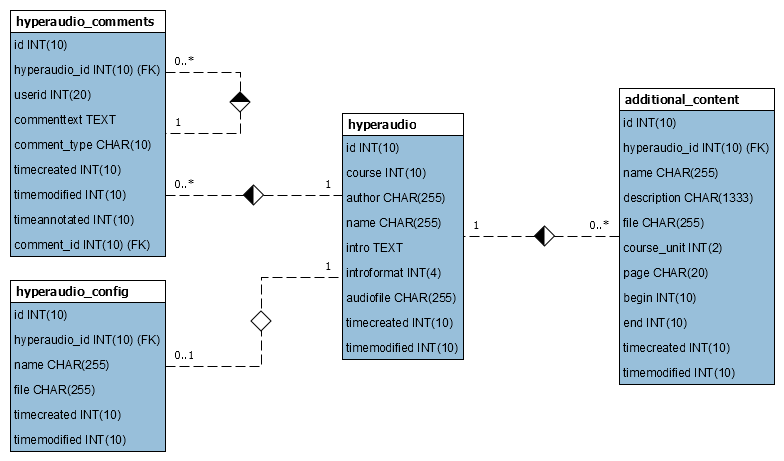 hyperaudio_comments
id INT(10)
hyperaudio_id INT(10) (FK)
userid INT(20)
commenttext TEXT
comment_type CHAR(10)
timecreated INT(10)
timemodified INT(10)
timeannotated INT(10)
comment_id INT(10) (FK)
0..*
1
0..*
1
hyperaudio_config
id INT(10)
hyperaudio_id INT(10) (FK)
name CHAR(255)
file CHAR(255)
timecreated INT(10)
timemodified INT(10)
0..1
1
hyperaudio
id INT(10)
course INT(10)
author CHAR(255)
name CHAR(255)
intro TEXT
introformat INT(4)
audiofile CHAR(255)
timecreated INT(10)
timemodified INT(10)
1
0..*
additional_content
id INT(10)
hyperaudio_id INT(10) (FK)
name CHAR(255)
description CHAR(1333)
file CHAR(255)
course_unit INT(2)
page CHAR(20)
begin INT(10)
end INT(10)
timecreated INT(10)
timemodified INT(10)